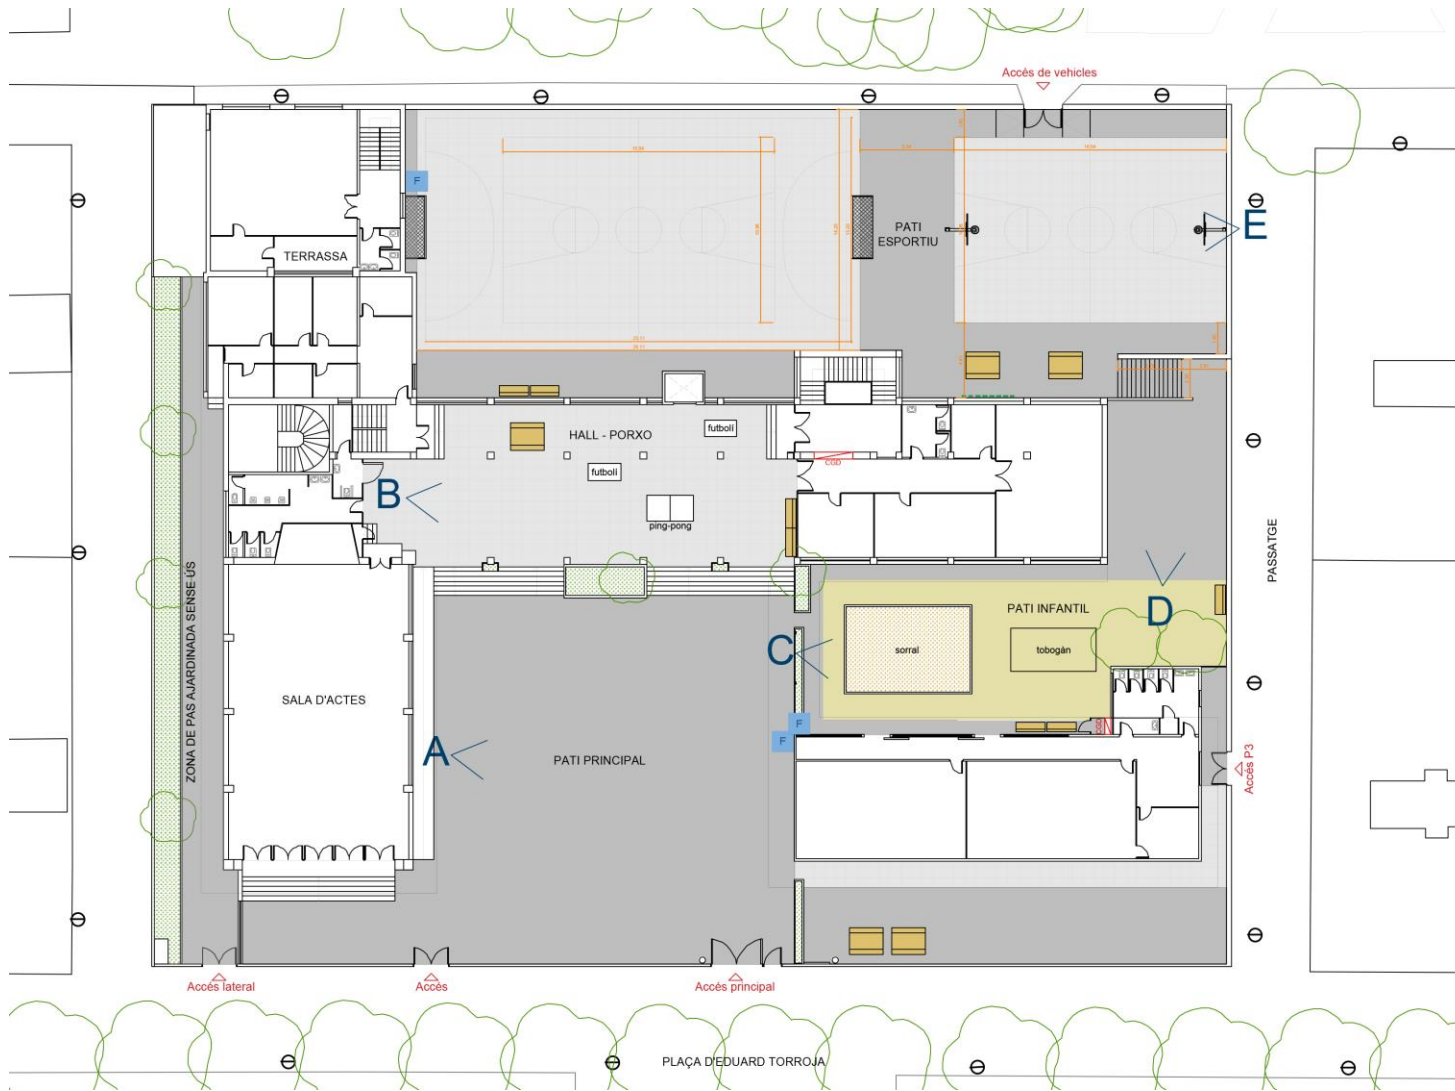 Accés de vehicles
F
PATI
ESPORTIU
E
TERRASSA
HALL - PORXO
futbolí
futbolí
CGD
B
ping-pong
ZONA DE PAS AJARDINADA SENSE ÚS
PASSATGE
PATI INFANTIL
D
C
sorral
tobogán
SALA D'ACTES
F
F
A
PATI PRINCIPAL
Accés P3
Accés lateral
Accés
Accés principal
PLAÇA D'EDUARD TORROJA